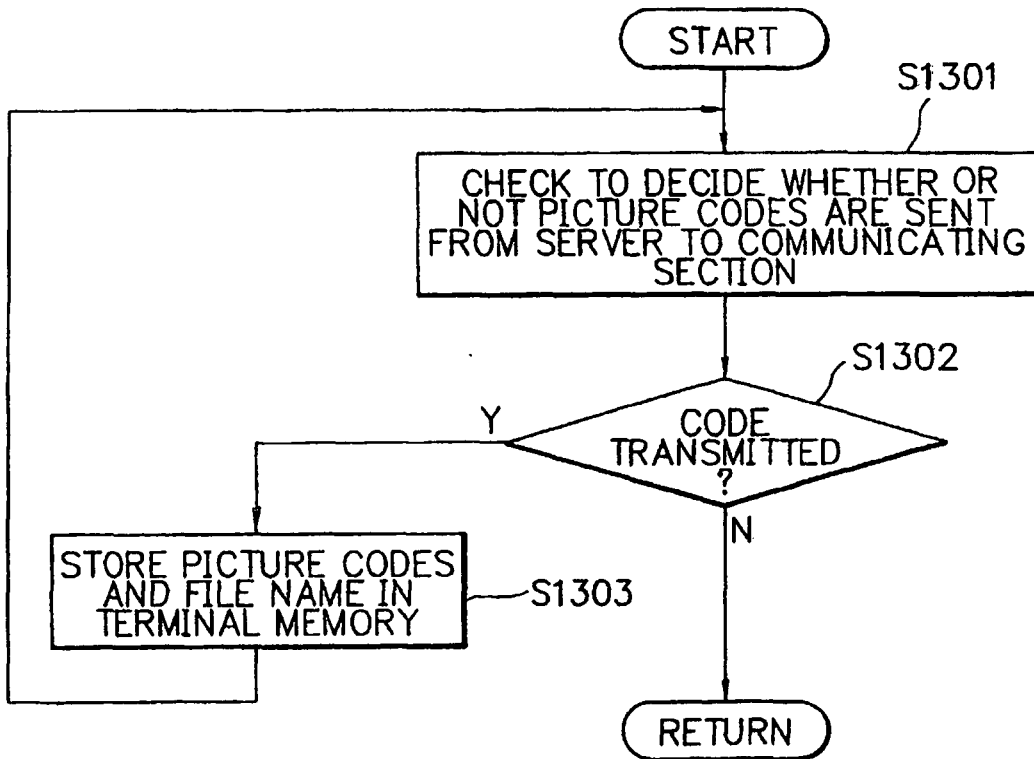 START
S1301
CHECK TO DECIDE WHETHER OR
NOT PICTURE CODES ARE SENT
FROM SERVER TO COMMUNICATING
SECTION
S1302
CODE
TRANSMITTED
?
Y
N
STORE PICTURE CODES
AND FILE NAME IN
TERMINAL MEMORY
S1303
RETURN